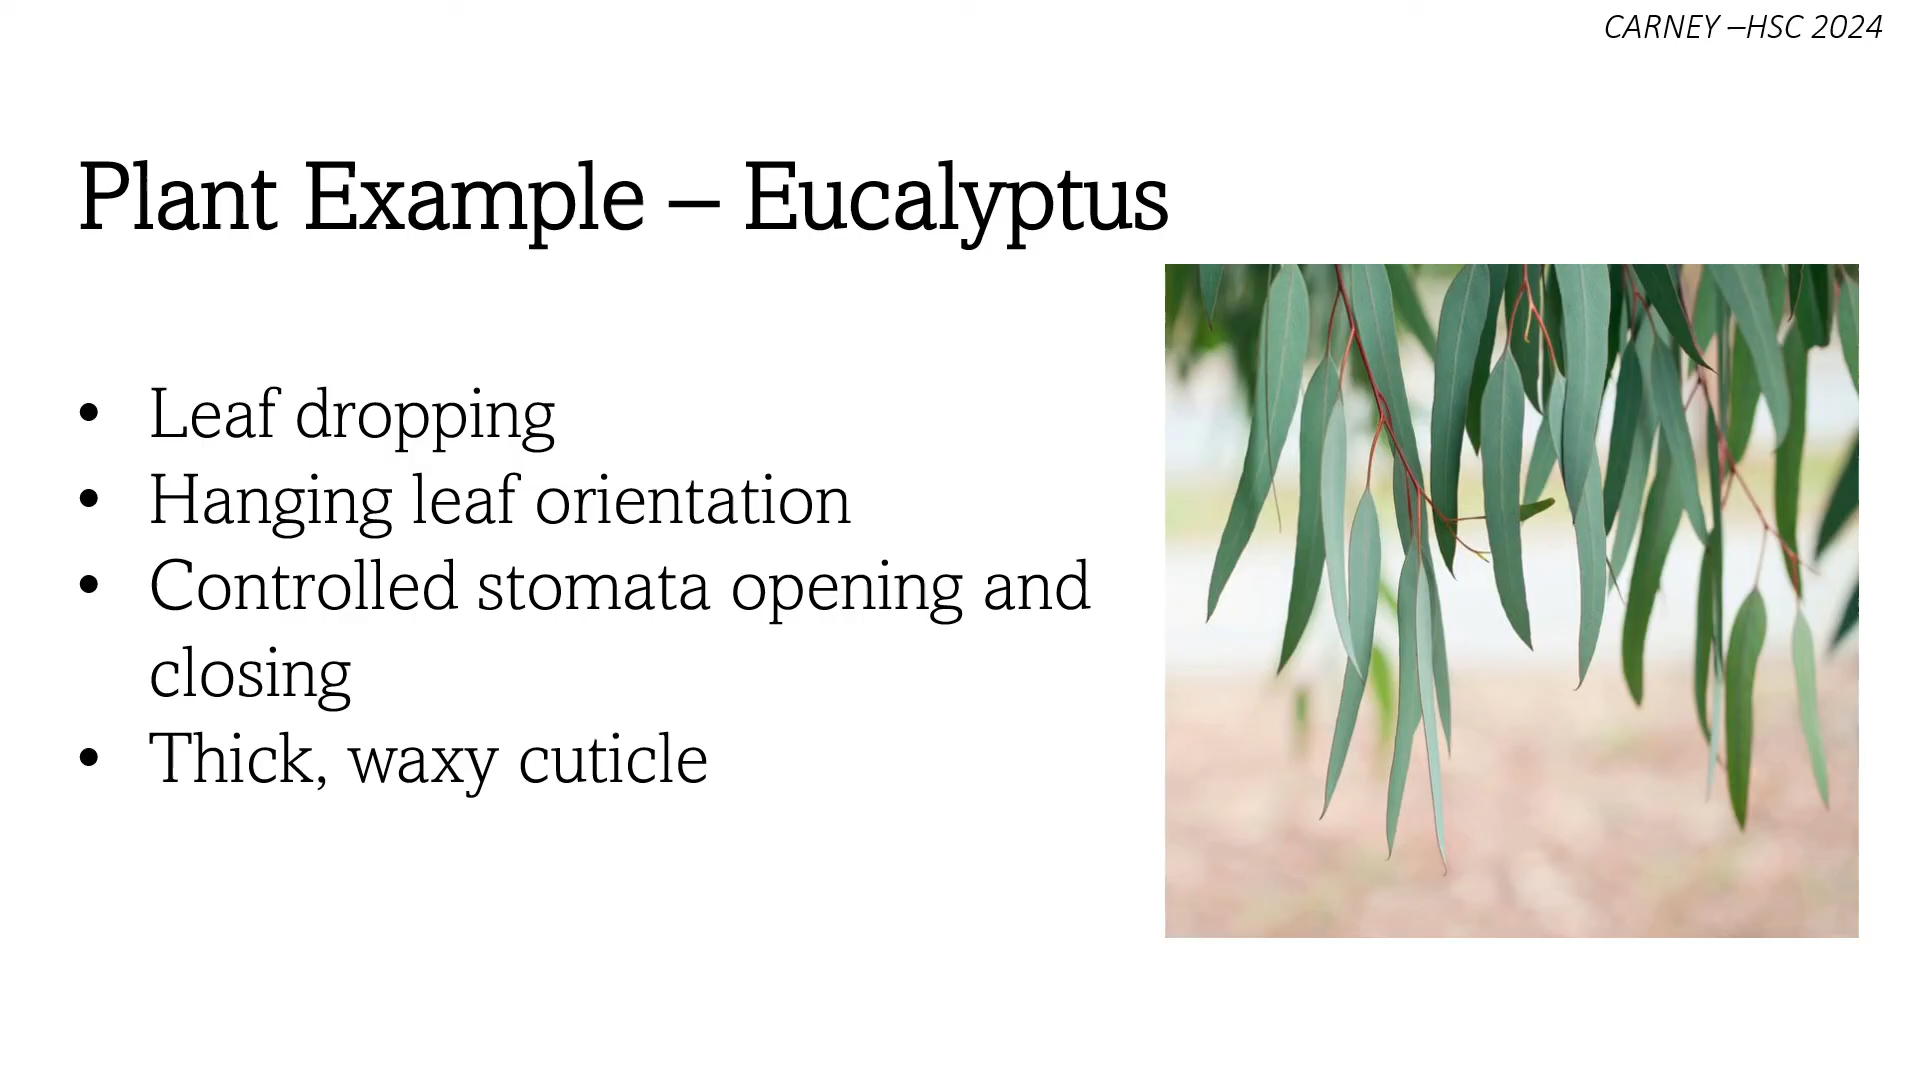 CARNEY –HSC 2024
Plant Example – Eucalyptus
• Leaf dropping
• Hanging leaf orientation
• Controlled stomata opening and
closing
• Thick, waxy cuticle